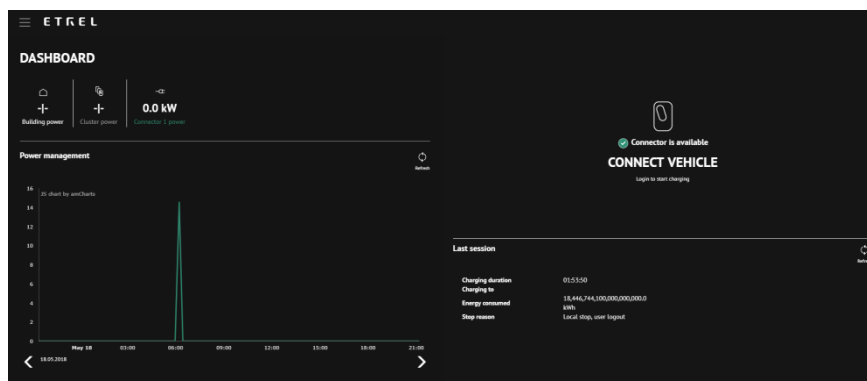 ETREL
DASHBOARD
-|-
Building power
-|-
Cluster power
0.0 kW
Connector 1 power
Power management
Refresh
16
14
12
10
8
6
4
2
0
JS chart by amCharts
May 18
03:00
06:00
09:00
12:00
15:00
18:00
21:00
18.05.2018
Connector is available
CONNECT VEHICLE
Login to start charging
Last session
Refresh
Charging duration 01:53:50
Charging to
Energy consumed 18,446,744,100,000,000,000.0
kWh
Stop reason Local stop, user logout